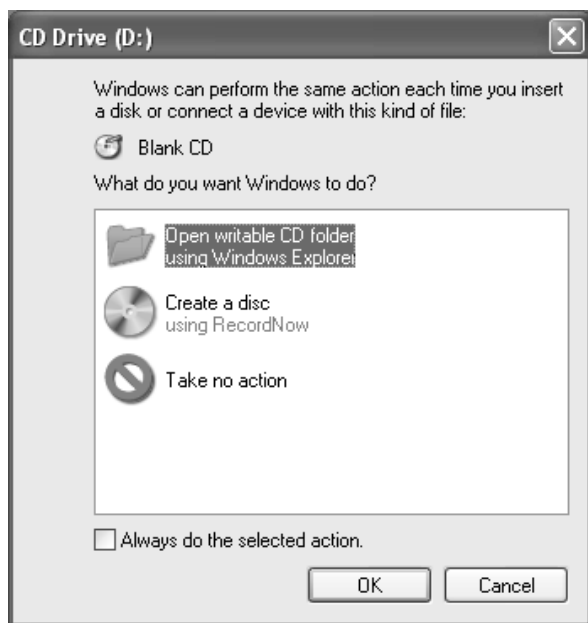 CD Drive (D:)
Windows can perform the same action each time you insert
a disk or connect a device with this kind of file:
Blank CD
What do you want Windows to do?
Open writable CD folder
using Windows Explorer
Create a disc
using RecordNow
Take no action
Always do the selected action.
OK
Cancel